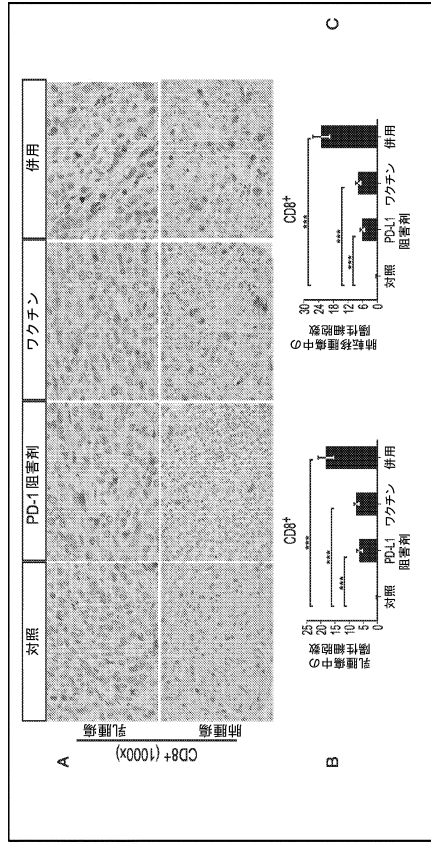 A
対照
PD-1 阻害剤
ワクチン
併用
CD8⁺ (1000x)
乳腫瘍
肺腫瘍
B
乳腫瘍中の
陽性細胞数
25
20
15
10
5
0
CD8⁺
***
***
***
対照
PD-L1
阻害剤
ワクチン
併用
C
肺転移腫瘍中の
陽性細胞数
30
24
18
12
6
0
CD8⁺
***
***
***
対照
PD-L1
阻害剤
ワクチン
併用